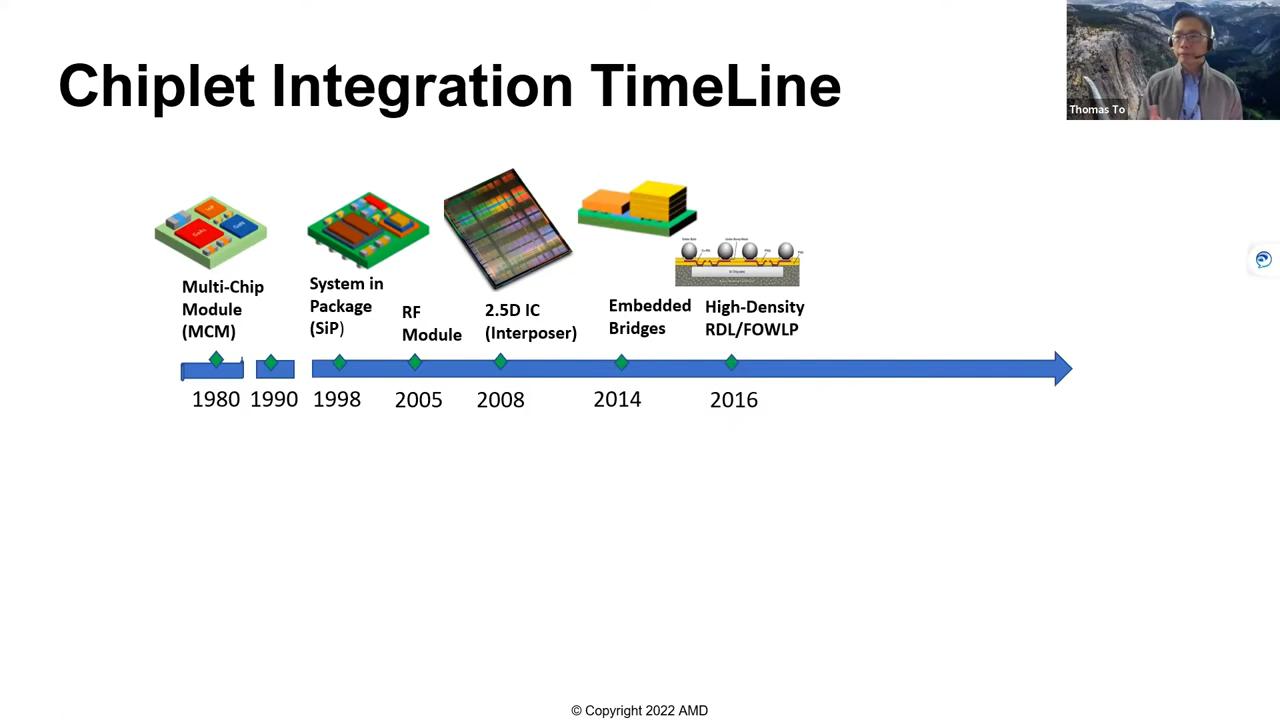 Chiplet Integration TimeLine
Thomas To
Multi-Chip
Module
(MCM)
System in
Package
(SiP)
RF
Module
2.5D IC
(Interposer)
Embedded
Bridges
High-Density
RDL/FOWLP
1980
1990
1998
2005
2008
2014
2016
© Copyright 2022 AMD